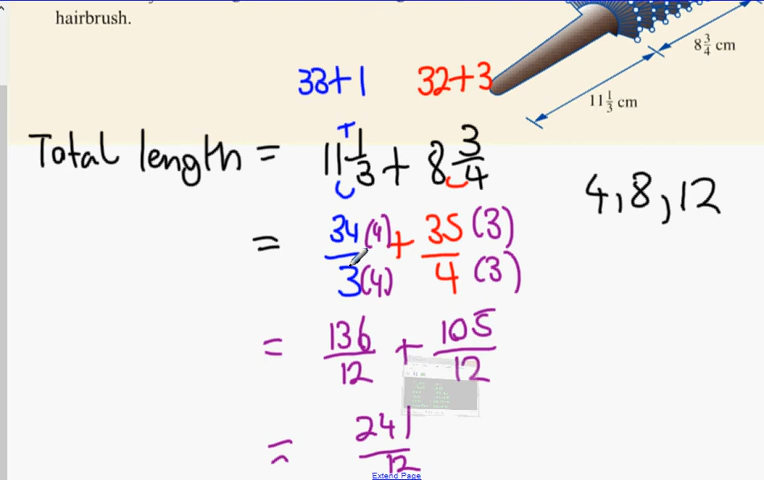 hairbrush.
8 3/4 cm
33+1 32+3
11 1/3 cm
Total length = 11 1/3 + 8 3/4
4,8,12
= 34(4)/3(4) + 35(3)/4(3)
= 136/12 + 105/12
= 241/12
Extend Page